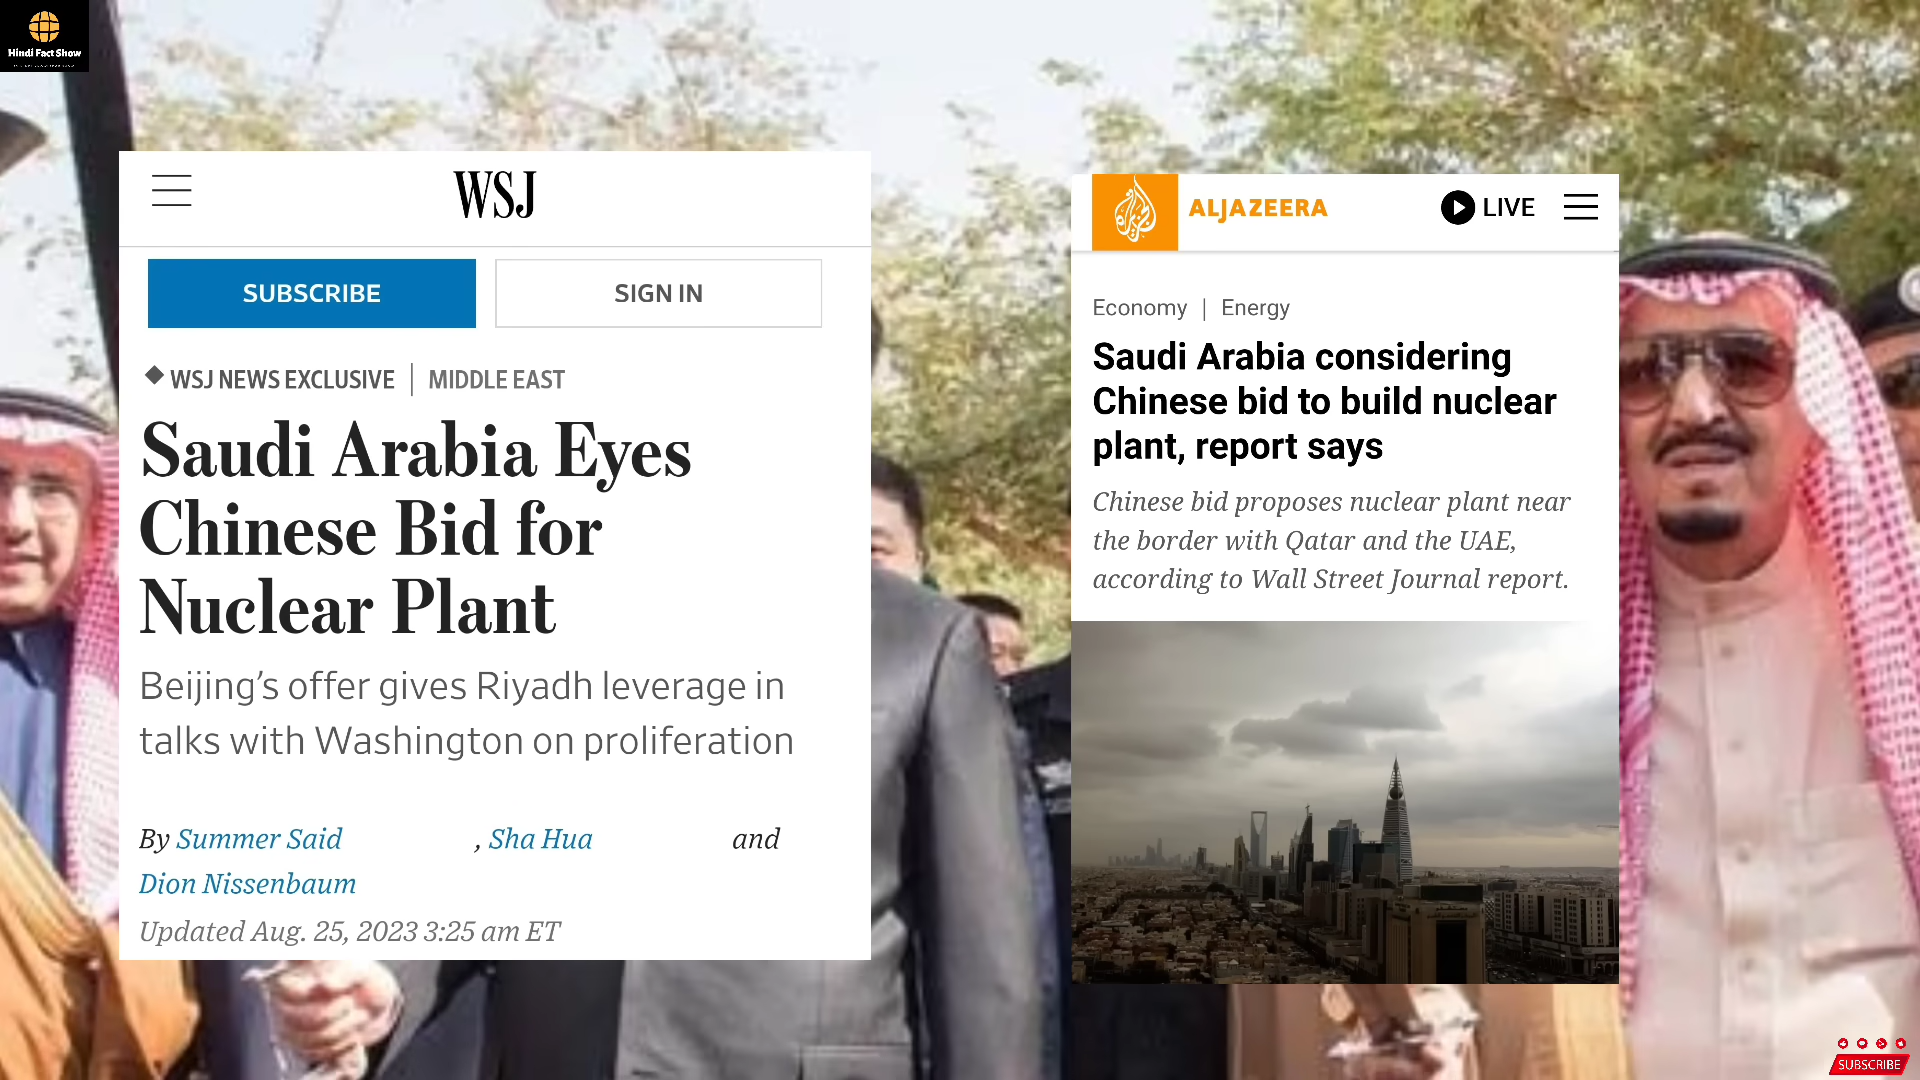 Hindi Fact Show
WSJ
SUBSCRIBE
SIGN IN
WSJ NEWS EXCLUSIVE | MIDDLE EAST
Saudi Arabia Eyes
Chinese Bid for
Nuclear Plant
Beijing’s offer gives Riyadh leverage in
talks with Washington on proliferation
By Summer Said , Sha Hua and
Dion Nissenbaum
Updated Aug. 25, 2023 3:25 am ET
ALJAZEERA
LIVE
Economy | Energy
Saudi Arabia considering
Chinese bid to build nuclear
plant, report says
Chinese bid proposes nuclear plant near
the border with Qatar and the UAE,
according to Wall Street Journal report.
SUBSCRIBE